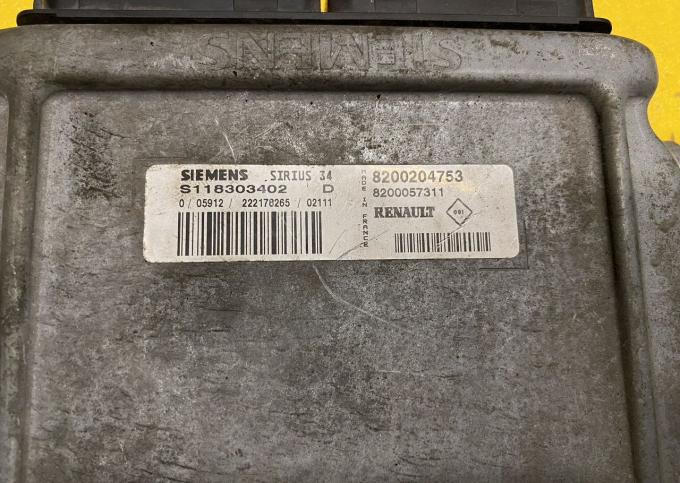 SIEMENS
SIEMENS SIRIUS 34
S118303402 D
0 / 05912 / 222178265 / 02111
MADE IN FRANCE
8200204753
8200057311
RENAULT